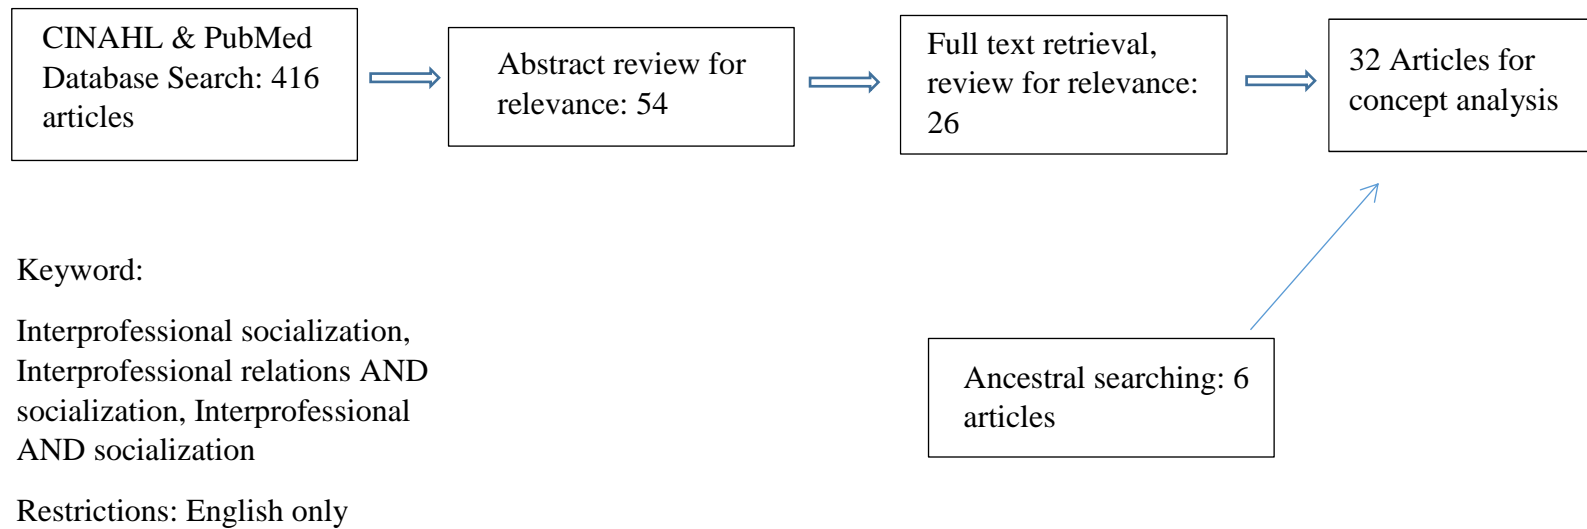 CINAHL & PubMed
Database Search: 416
articles
Abstract review for
relevance: 54
Full text retrieval,
review for relevance:
26
32 Articles for
concept analysis
Ancestral searching: 6
articles
Keyword:
Interprofessional socialization,
Interprofessional relations AND
socialization, Interprofessional
AND socialization
Restrictions: English only